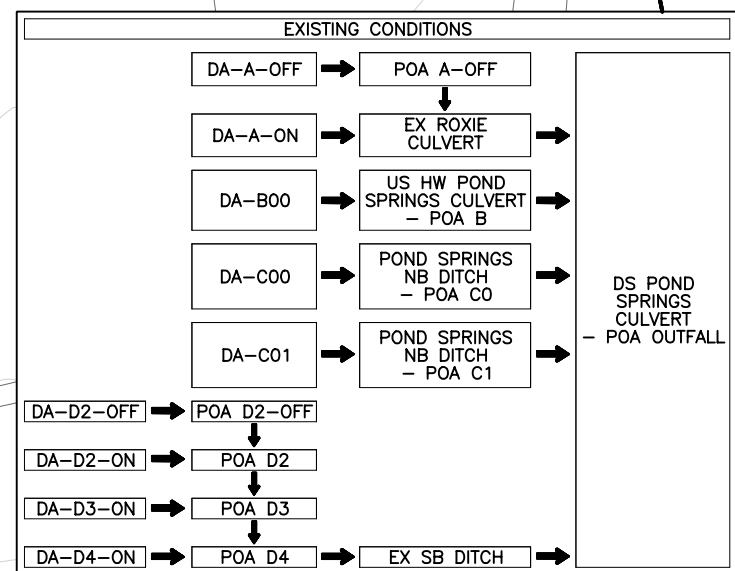 EXISTING CONDITIONS
DA-A-OFF
POA A-OFF
DA-A-ON
EX ROXIE
CULVERT
DA-B00
US HW POND
SPRINGS CULVERT
- POA B
DA-C00
POND SPRINGS
NB DITCH
- POA C0
DA-C01
POND SPRINGS
NB DITCH
- POA C1
DS POND
SPRINGS
CULVERT
- POA OUTFALL
DA-D2-OFF
POA D2-OFF
DA-D2-ON
POA D2
DA-D3-ON
POA D3
DA-D4-ON
POA D4
EX SB DITCH